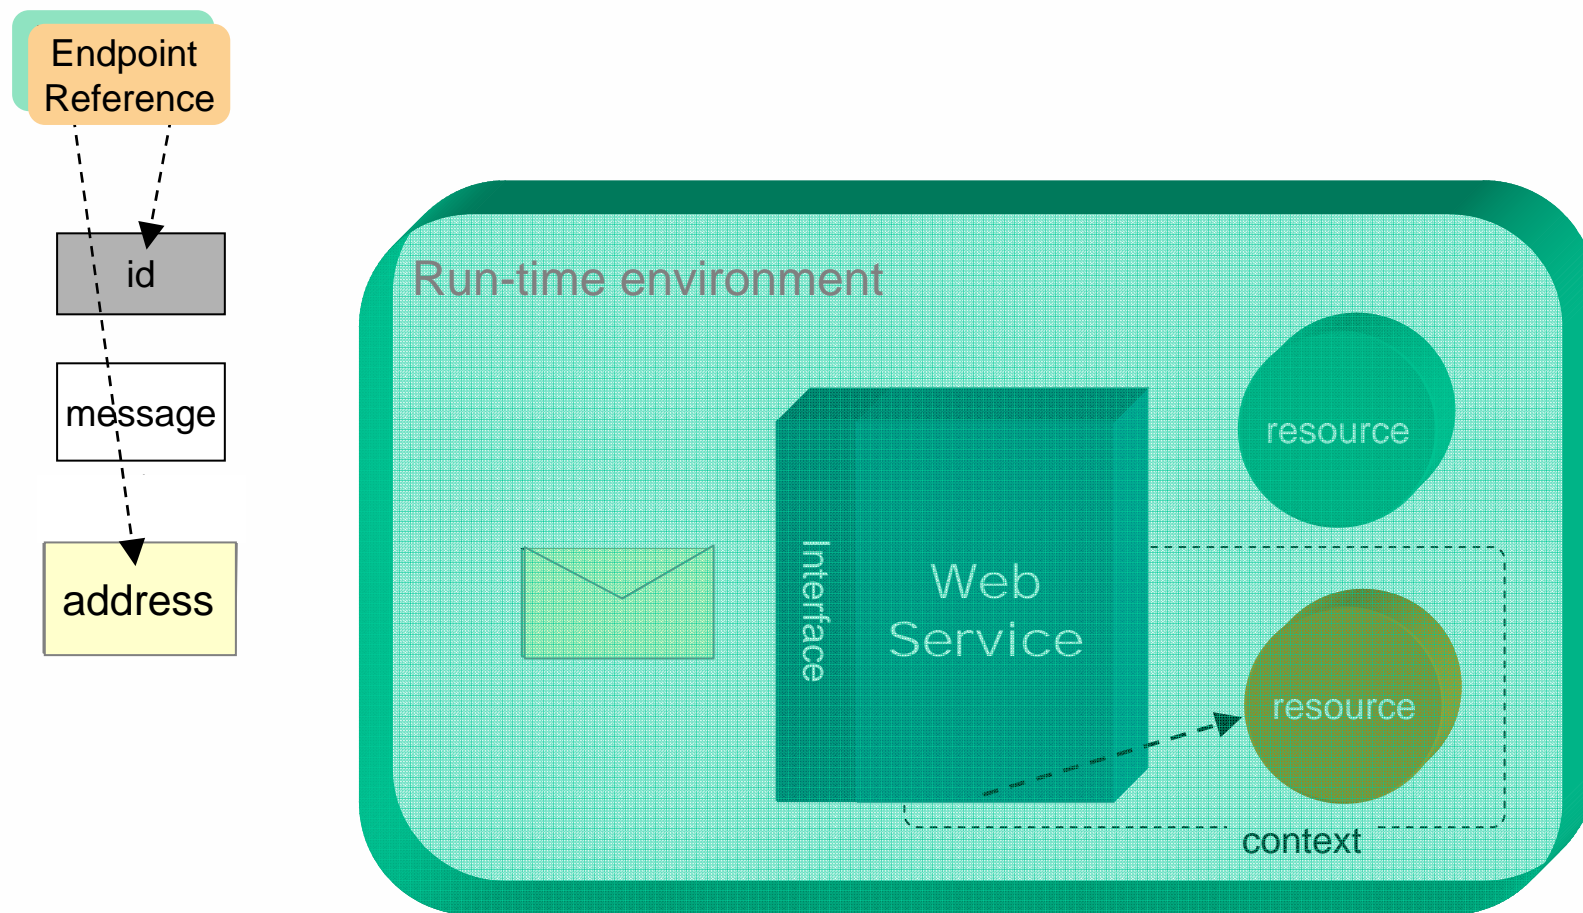 Endpoint
Reference
id
message
address
Run-time environment
Interface
Web
Service
resource
resource
context